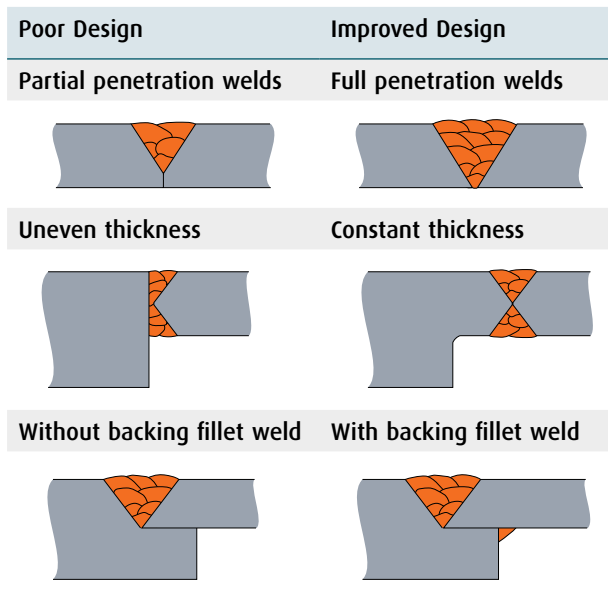 Poor Design Improved Design
Partial penetration welds Full penetration welds
Uneven thickness Constant thickness
Without backing fillet weld With backing fillet weld